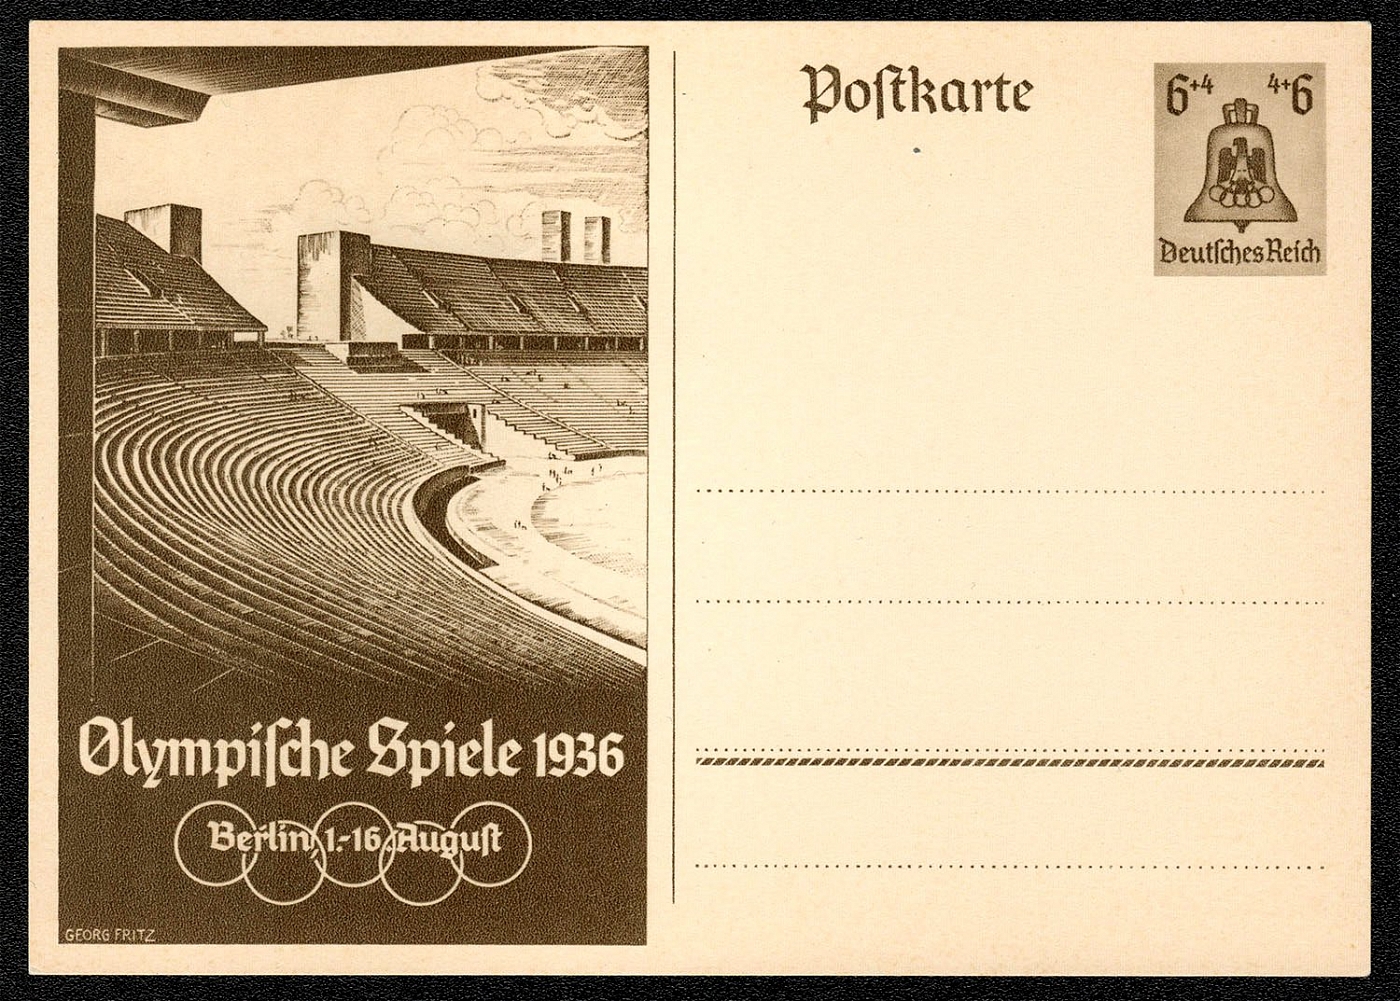 Postkarte
6+4 4+6
Deutsches Reich
Olympische Spiele 1936
Berlin, 1.-16. August
GEORG FRITZ